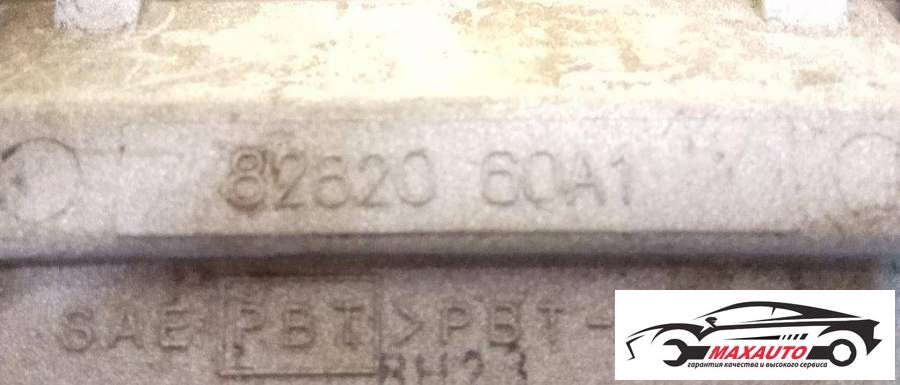 82620 60A1
SAE PBT >PBT-
MAXAUTO
гарантия качества и высокого сервиса